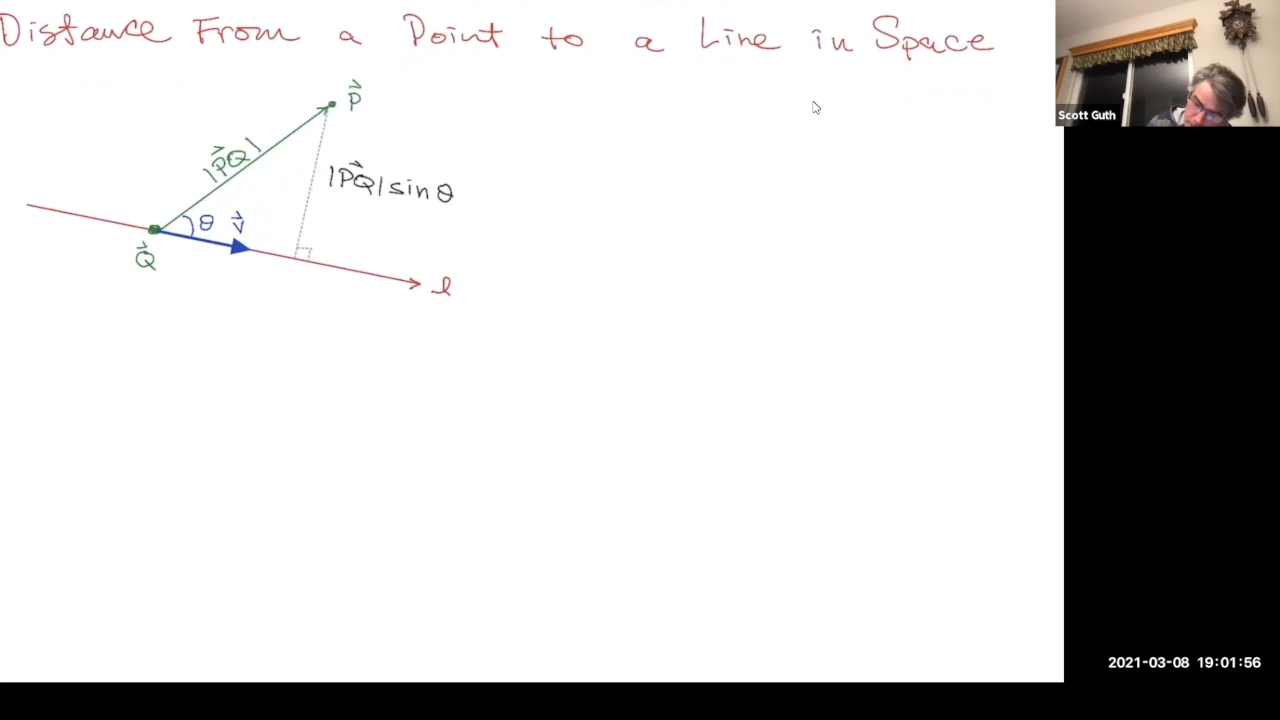 Distance From a Point to a Line in Space
Scott Guth
P⃗
|PQ⃗|
|PQ⃗| sin θ
θ V⃗
Q⃗
l
2021-03-08 19:01:56